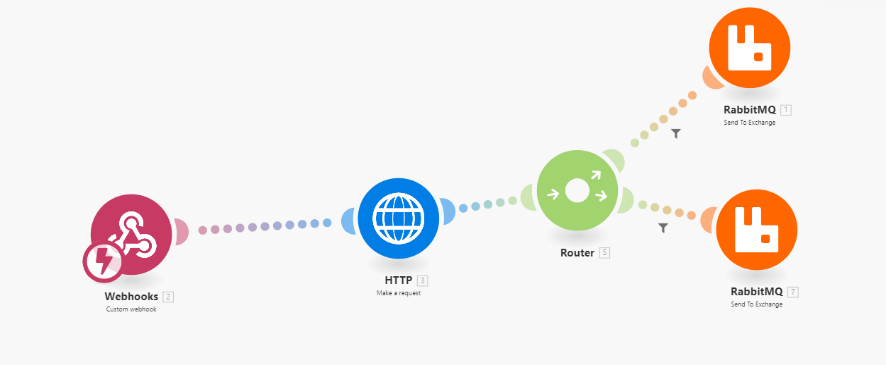 RabbitMQ 1
Send To Exchange
Webhooks 2
Custom webhook
HTTP 3
Make a request
Router 5
RabbitMQ 7
Send To Exchange